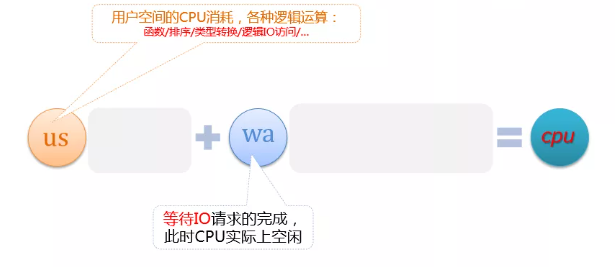 用户空间的CPU消耗，各种逻辑运算：
函数/排序/类型转换/逻辑IO访问/...
us + wa = cpu
等待IO请求的完成，
此时CPU实际上空闲